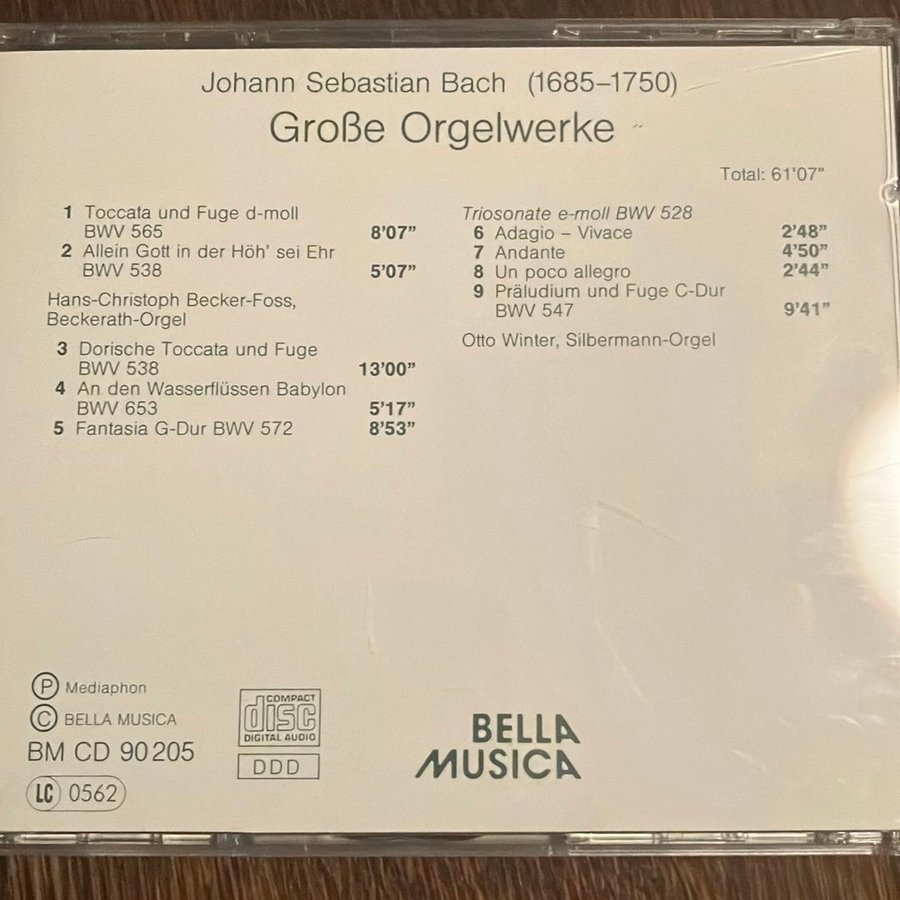 Johann Sebastian Bach (1685–1750)
Große Orgelwerke
Total: 61'07"
1 Toccata und Fuge d-moll
BWV 565 8'07"
2 Allein Gott in der Höh' sei Ehr
BWV 538 5'07"
Hans-Christoph Becker-Foss,
Beckerath-Orgel
3 Dorische Toccata und Fuge
BWV 538 13'00"
4 An den Wasserflüssen Babylon
BWV 653 5'17"
5 Fantasia G-Dur BWV 572 8'53"
Triosonate e-moll BWV 528
6 Adagio – Vivace 2'48"
7 Andante 4'50"
8 Un poco allegro 2'44"
9 Präludium und Fuge C-Dur
BWV 547 9'41"
Otto Winter, Silbermann-Orgel
Ⓟ Mediaphon
© BELLA MUSICA
BM CD 90205
LC 0562
COMPACT
disc
DIGITAL AUDIO
DDD
BELLA
MUSICA